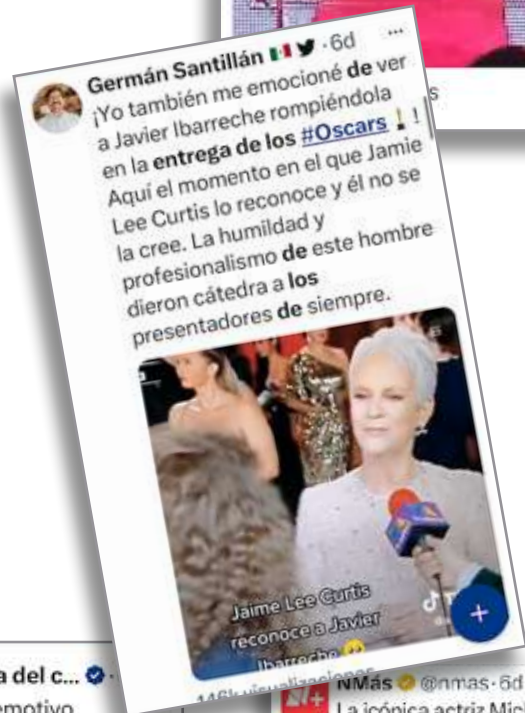 Germán Santillán 🇲🇽 · 6d ...
¡Yo también me emocioné de ver
a Javier Ibarreche rompiéndola
en la entrega de los #Oscars !
Aquí el momento en el que Jamie
Lee Curtis lo reconoce y él no se
la cree. La humildad y
profesionalismo de este hombre
dieron cátedra a los
presentadores de siempre.
Jaime Lee Curtis
reconoce a Javier
Ibarreche
visualizaciones
a del c...
emotivo
NMás @nmas · 6d
La icónica actriz
s